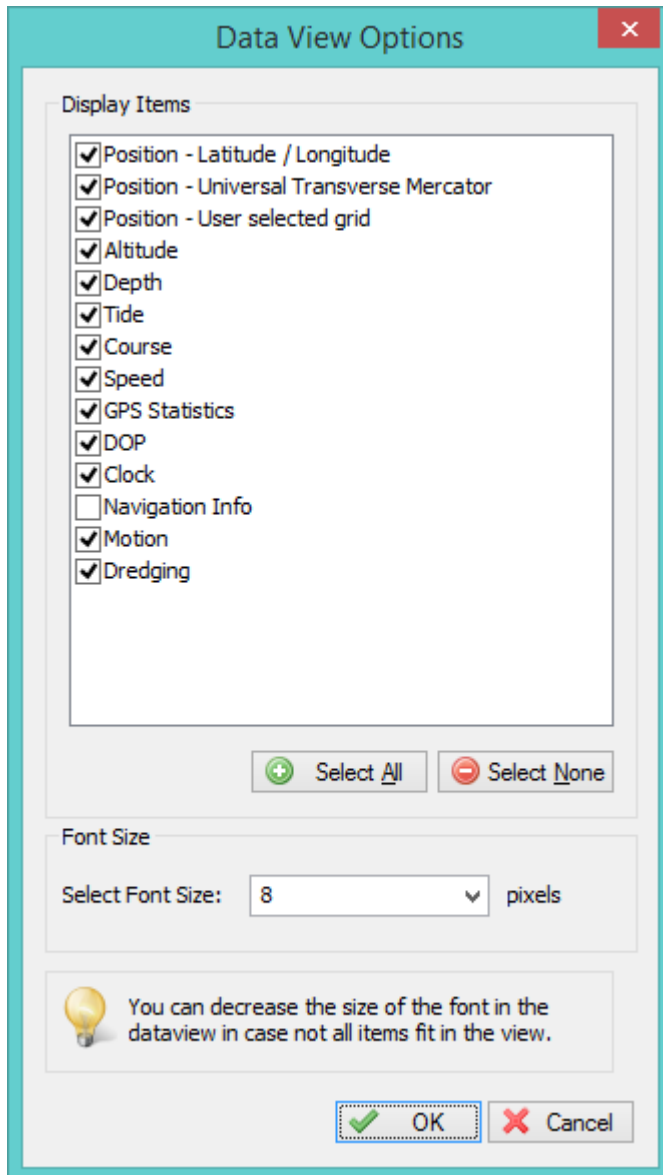 Data View Options
Display Items
Position - Latitude / Longitude
Position - Universal Transverse Mercator
Position - User selected grid
Altitude
Depth
Tide
Course
Speed
GPS Statistics
DOP
Clock
Navigation Info
Motion
Dredging
Select All
Select None
Font Size
Select Font Size: 8 pixels
You can decrease the size of the font in the
dataview in case not all items fit in the view.
OK
Cancel